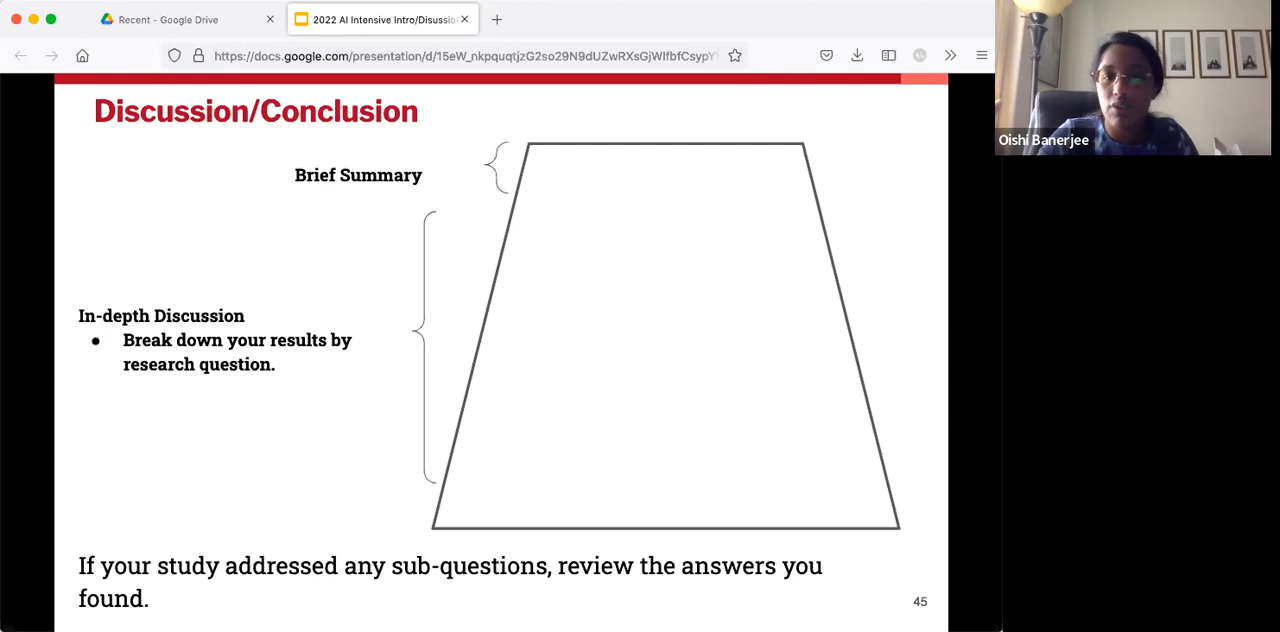 Recent - Google Drive
2022 AI Intensive Intro/Disussio
https://docs.google.com/presentation/d/15eW_nkpquqtjzG2so29N9dUZwRXsGjWlfbfCsypY
Oishi Banerjee
Discussion/Conclusion
Brief Summary
In-depth Discussion
● Break down your results by
research question.
If your study addressed any sub-questions, review the answers you
found.
45